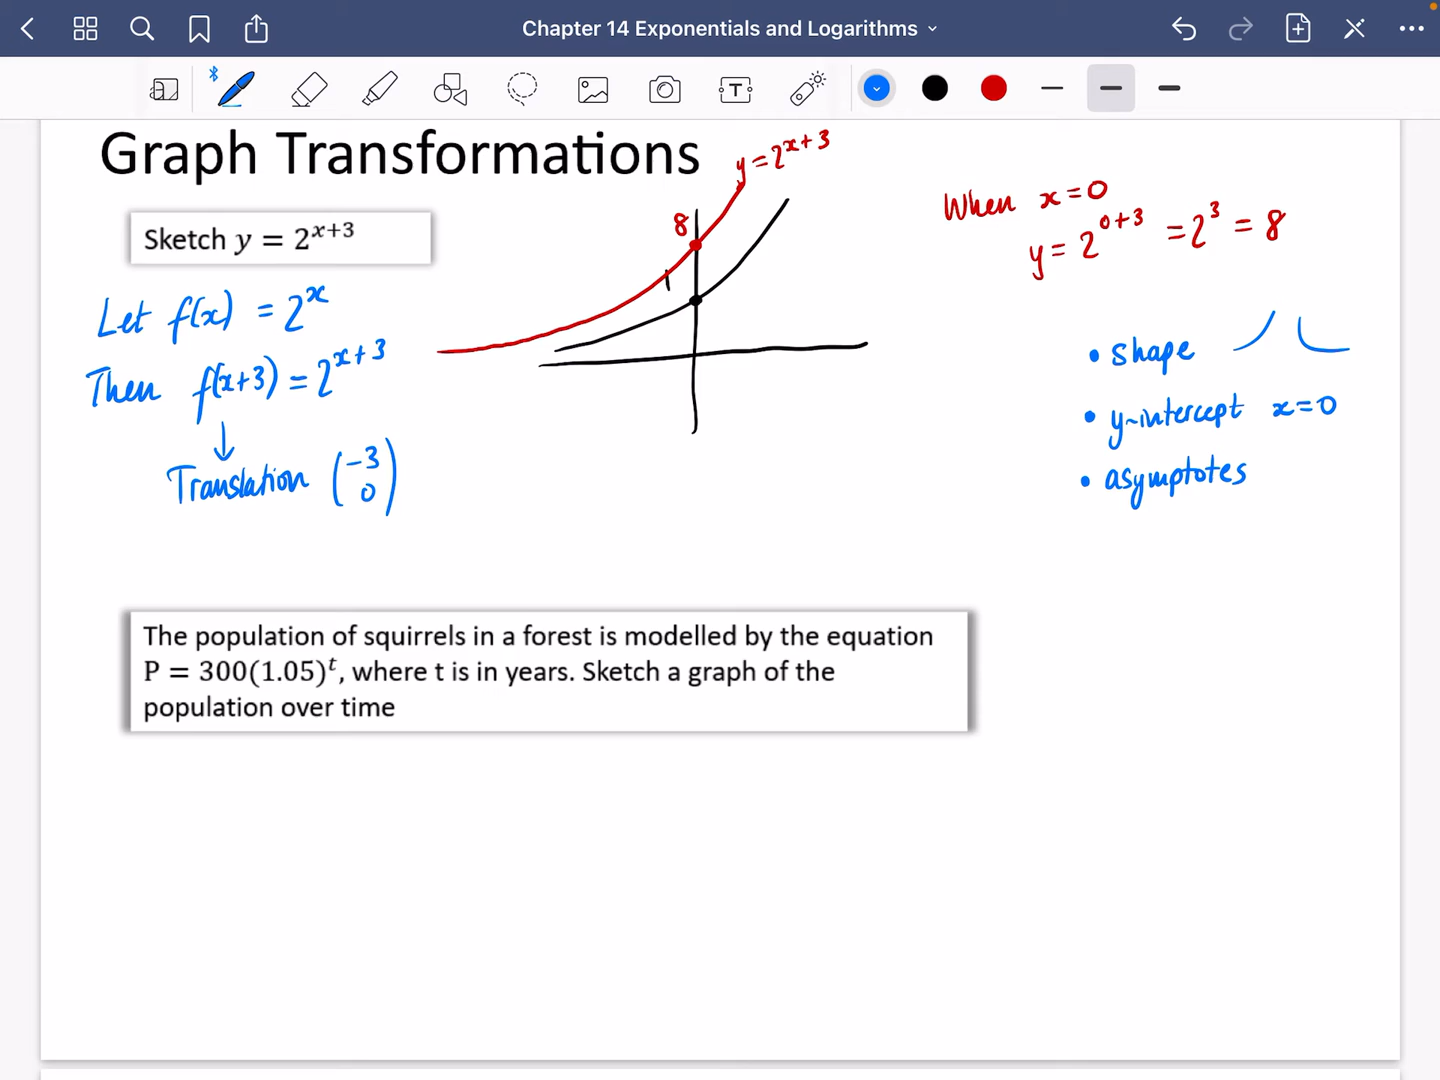 Chapter 14 Exponentials and Logarithms
Graph Transformations
y = 2^{x+3}
Sketch y = 2^{x+3}
8
1
When x = 0
y = 2^{0+3} = 2^3 = 8
Let f(x) = 2^x
Then f(x+3) = 2^{x+3}
↓
Translation (-3
0)
• shape
• y-intercept x=0
• asymptotes
The population of squirrels in a forest is modelled by the equation
P = 300(1.05)^t, where t is in years. Sketch a graph of the
population over time